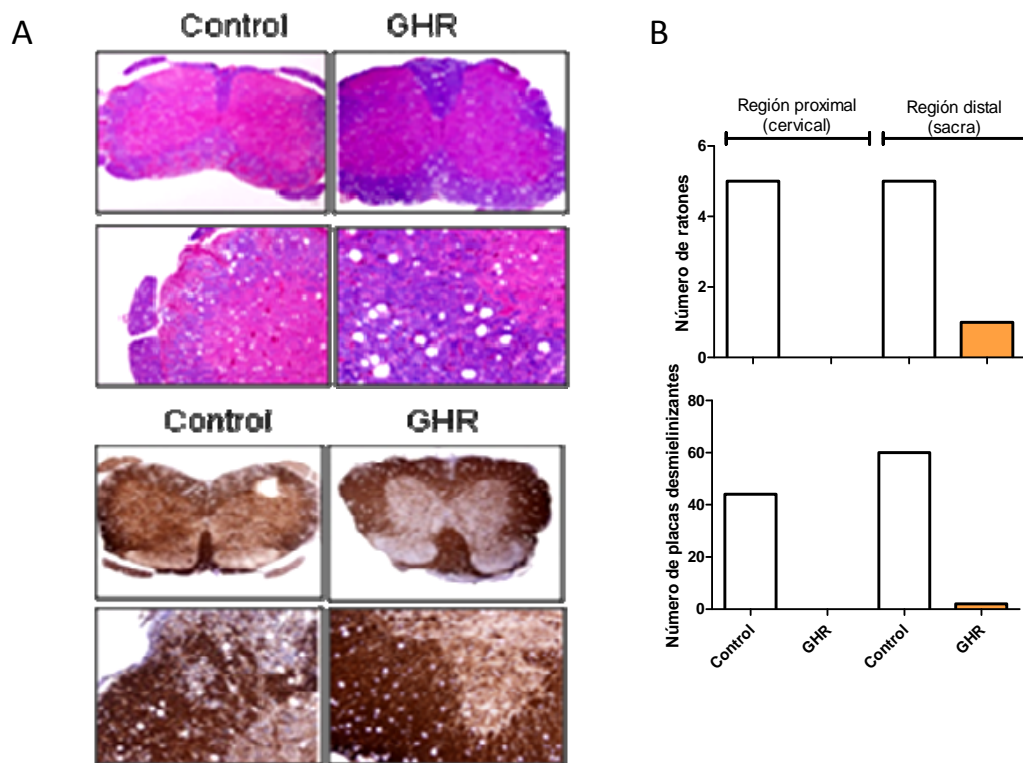 A
Control
GHR
Control
GHR
B
Región proximal
(cervical)
Región distal
(sacra)
Número de ratones
6
4
2
0
Número de placas desmielinizantes
80
60
40
20
0
Control
GHR
Control
GHR